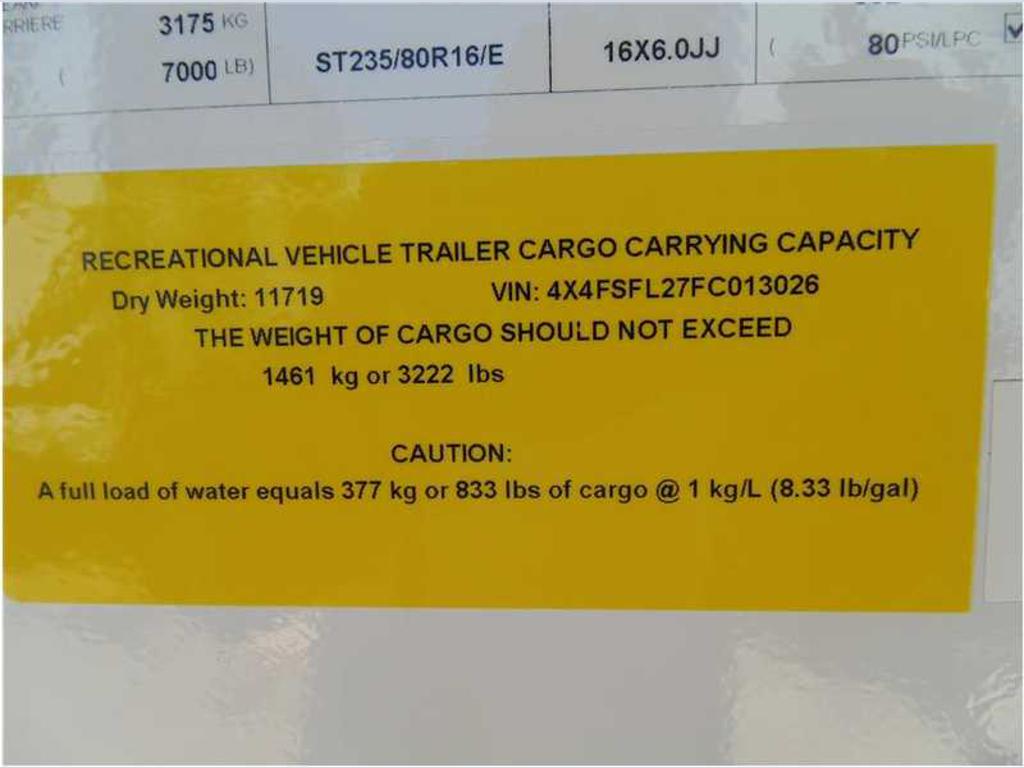 RRIERE 3175 KG
( 7000 LB) ST235/80R16/E 16X6.0JJ ( 80 PSI/LPC
RECREATIONAL VEHICLE TRAILER CARGO CARRYING CAPACITY
Dry Weight: 11719 VIN: 4X4FSFL27FC013026
THE WEIGHT OF CARGO SHOULD NOT EXCEED
1461 kg or 3222 lbs
CAUTION:
A full load of water equals 377 kg or 833 lbs of cargo @ 1 kg/L (8.33 lb/gal)